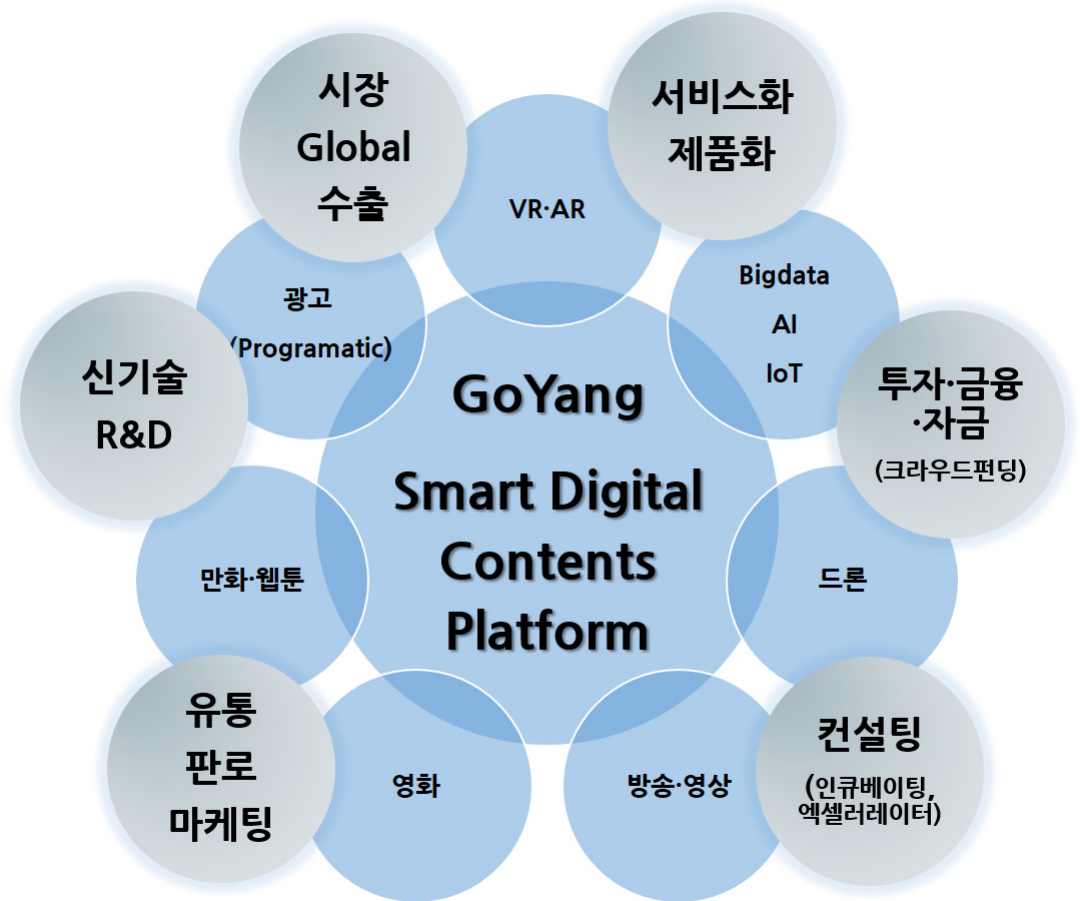 시장
Global
수출
서비스화
제품화
VR·AR
Bigdata
AI
IoT
광고
(Programatic)
신기술
R&D
투자·금융
·자금
(크라우드펀딩)
GoYang
Smart Digital
Contents
Platform
만화·웹툰
드론
유통
판로
마케팅
영화
방송·영상
컨설팅
(인큐베이팅,
엑셀러레이터)